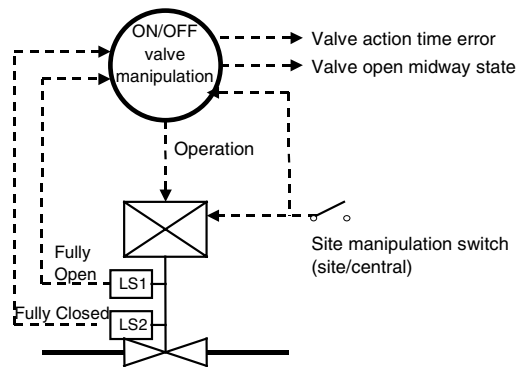 ON/OFF
valve
manipulation
Valve action time error
Valve open midway state
Operation
Site manipulation switch
(site/central)
Fully
Open
LS1
Fully Closed
LS2